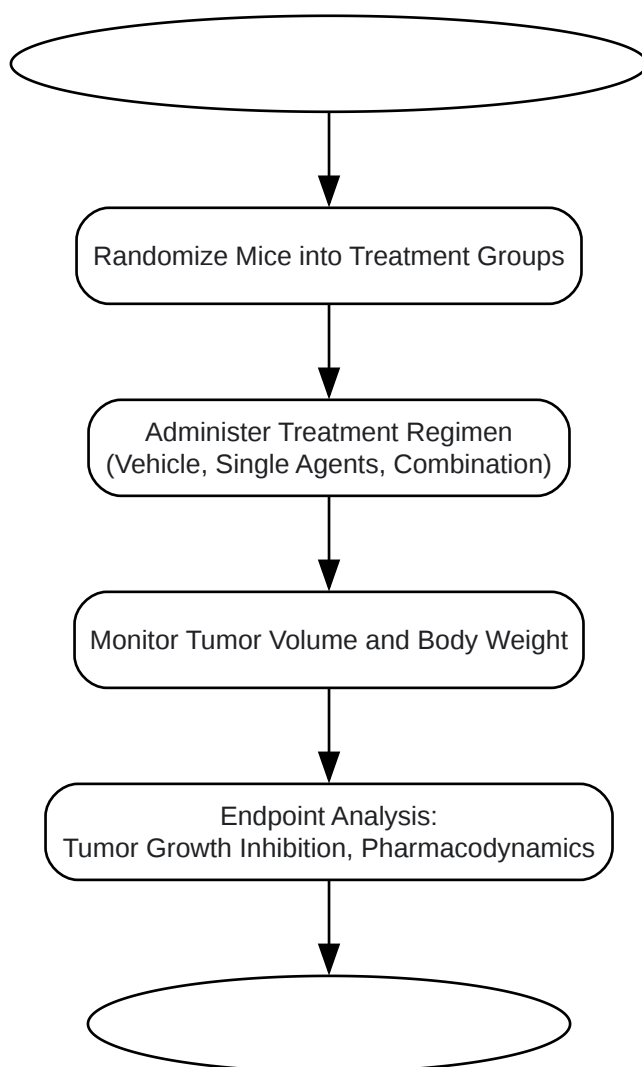 Randomize Mice into Treatment Groups
Administer Treatment Regimen
(Vehicle, Single Agents, Combination)
Monitor Tumor Volume and Body Weight
Endpoint Analysis:
Tumor Growth Inhibition, Pharmacodynamics